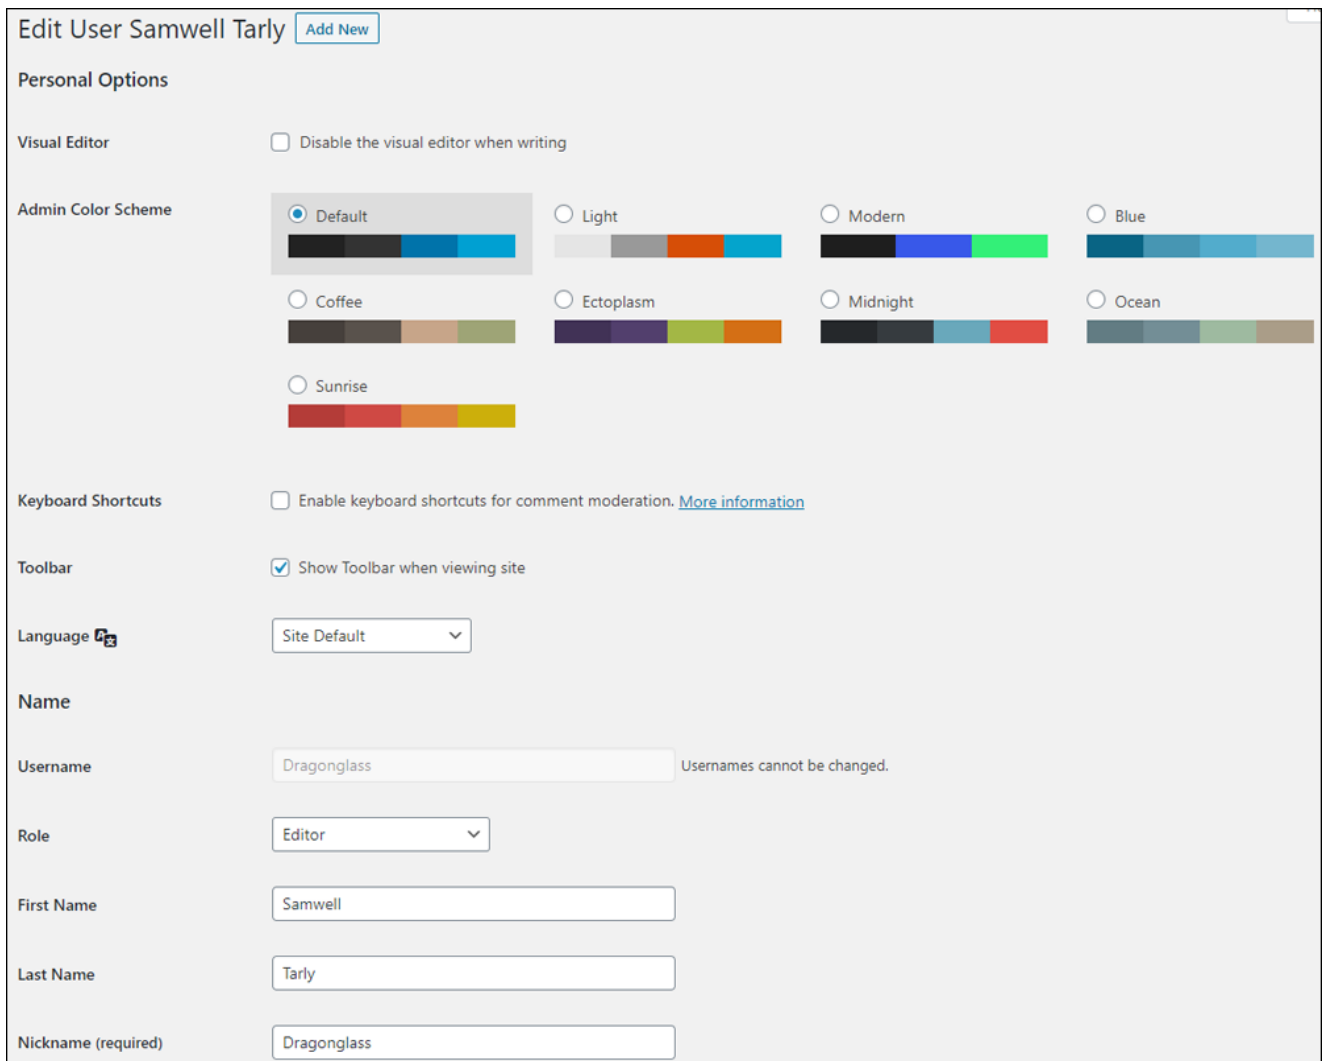 Edit User Samwell Tarly Add New
Personal Options
Visual Editor Disable the visual editor when writing
Admin Color Scheme Default Light Modern Blue
Coffee Ectoplasm Midnight Ocean
Sunrise
Keyboard Shortcuts Enable keyboard shortcuts for comment moderation. More information
Toolbar Show Toolbar when viewing site
Language Site Default
Name
Username Dragonglass Usernames cannot be changed.
Role Editor
First Name Samwell
Last Name Tarly
Nickname (required) Dragonglass